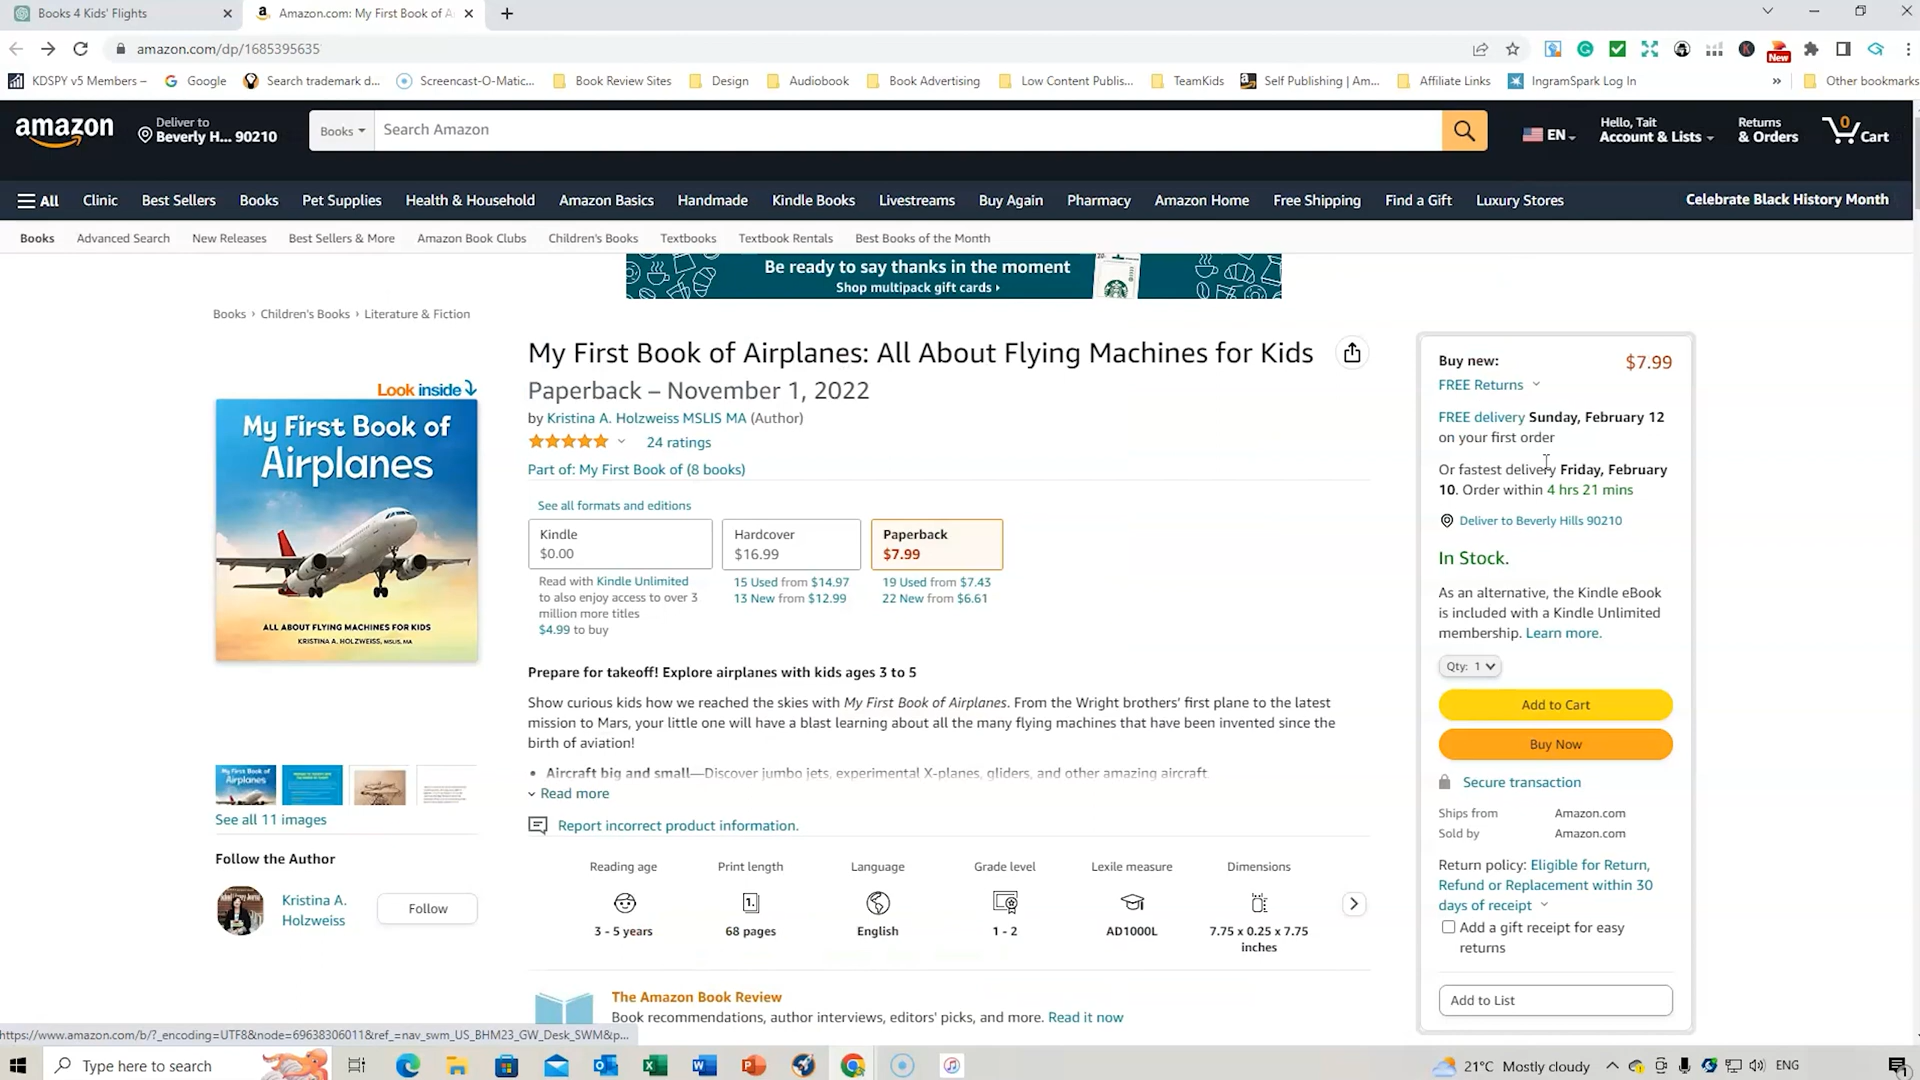 Books 4 Kids' Flights
Amazon.com: My First Book of A
amazon.com/dp/1685395635
New
KDSPY v5 Members –
Google
Search trademark d...
Screencast-O-Matic...
Book Review Sites
Design
Audiobook
Book Advertising
Low Content Publis...
TeamKids
Self Publishing | Am...
Affiliate Links
IngramSpark Log In
»
Other bookmarks
amazon
Deliver to
Beverly H... 90210
Books
Search Amazon
EN
Hello, Tait
Account & Lists
Returns
& Orders
0
Cart
All
Clinic
Best Sellers
Books
Pet Supplies
Health & Household
Amazon Basics
Handmade
Kindle Books
Livestreams
Buy Again
Pharmacy
Amazon Home
Free Shipping
Find a Gift
Luxury Stores
Celebrate Black History Month
Books
Advanced Search
New Releases
Best Sellers & More
Amazon Book Clubs
Children's Books
Textbooks
Textbook Rentals
Best Books of the Month
Be ready to say thanks in the moment
Shop multipack gift cards ›
Books › Children's Books › Literature & Fiction
Look inside
My First Book of
Airplanes
ALL ABOUT FLYING MACHINES FOR KIDS
KRISTINA A. HOLZWEISS, MSLIS, MA
See all 11 images
Follow the Author
Kristina A.
Holzweiss
Follow
My First Book of Airplanes: All About Flying Machines for Kids
Paperback – November 1, 2022
by Kristina A. Holzweiss MSLIS MA (Author)
24 ratings
Part of: My First Book of (8 books)
See all formats and editions
Kindle
$0.00
Read with Kindle Unlimited
to also enjoy access to over 3
million more titles
$4.99 to buy
Hardcover
$16.99
15 Used from $14.97
13 New from $12.99
Paperback
$7.99
19 Used from $7.43
22 New from $6.61
Prepare for takeoff! Explore airplanes with kids ages 3 to 5
Show curious kids how we reached the skies with My First Book of Airplanes. From the Wright brothers' first plane to the latest
mission to Mars, your little one will have a blast learning about all the many flying machines that have been invented since the
birth of aviation!
• Aircraft big and small—Discover jumbo jets, experimental X-planes, gliders, and other amazing aircraft
Read more
Report incorrect product information.
Reading age
3 - 5 years
Print length
1.
68 pages
Language
English
Grade level
1 - 2
Lexile measure
AD1000L
Dimensions
7.75 x 0.25 x 7.75
inches
The Amazon Book Review
Book recommendations, author interviews, editors' picks, and more. Read it now
Buy new:
$7.99
FREE Returns
FREE delivery Sunday, February 12
on your first order
Or fastest delivery Friday, February
10. Order within 4 hrs 21 mins
Deliver to Beverly Hills 90210
In Stock.
As an alternative, the Kindle eBook
is included with a Kindle Unlimited
membership. Learn more.
Qty: 1
Add to Cart
Buy Now
Secure transaction
Ships from Amazon.com
Sold by Amazon.com
Return policy: Eligible for Return,
Refund or Replacement within 30
days of receipt
Add a gift receipt for easy
returns
Add to List
https://www.amazon.com/b/?_encoding=UTF8&node=69638306011&ref_=nav_swm_US_BHM23_GW_Desk_SWM&p...
Type here to search
21°C Mostly cloudy
ENG